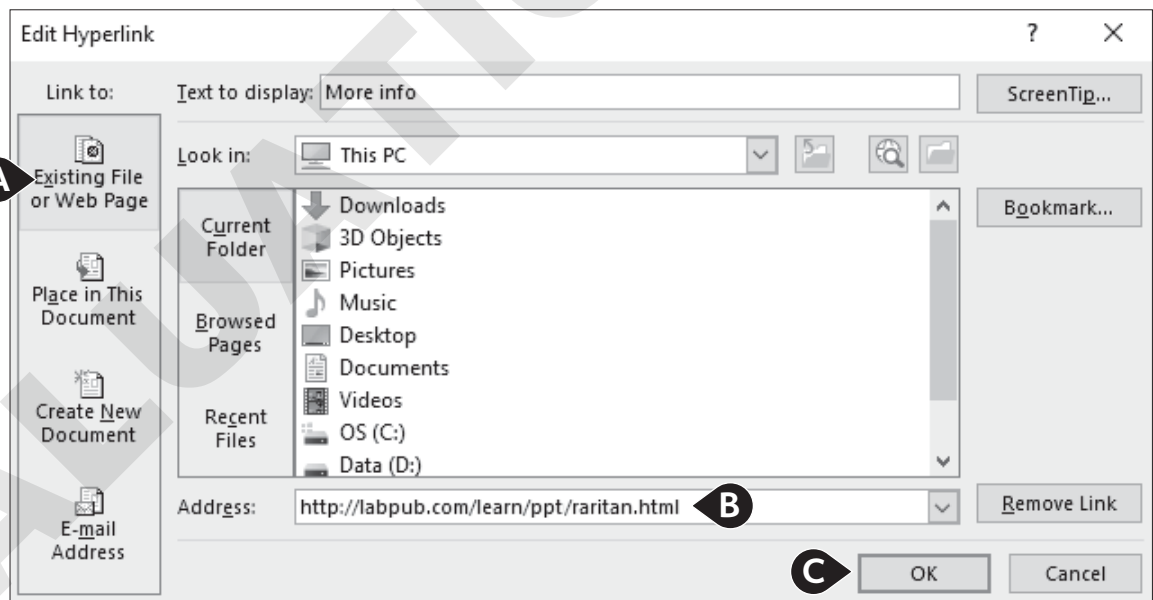 Edit Hyperlink ? ×
Link to:
Text to display: More info
ScreenTip...
A
Existing File
or Web Page
Place in This
Document
Create New
Document
E-mail
Address
Look in: This PC
Current
Folder
Browsed
Pages
Recent
Files
Downloads
3D Objects
Pictures
Music
Desktop
Documents
Videos
OS (C:)
Data (D:)
Bookmark...
Address: http://labpub.com/learn/ppt/raritan.html B
Remove Link
C OK Cancel